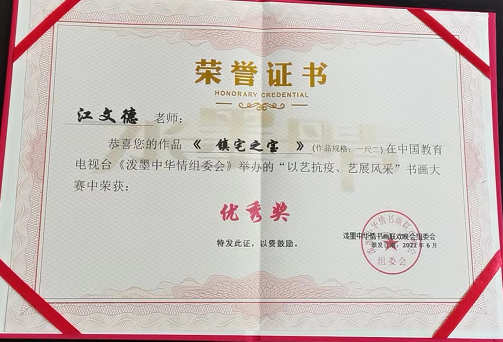 荣誉证书
HONORARY CREDENTIAL
江文德 老师:
恭喜您的作品《 镇宅之宝 》(作品规格:一尺二)在中国教育
电视台《泼墨中华情组委会》举办的“以艺抗疫、艺展风采”书画大
赛中荣获:
优秀奖
特发此证,以资鼓励。
泼墨中华情书画联欢晚会组委会
2022年6月
组委会